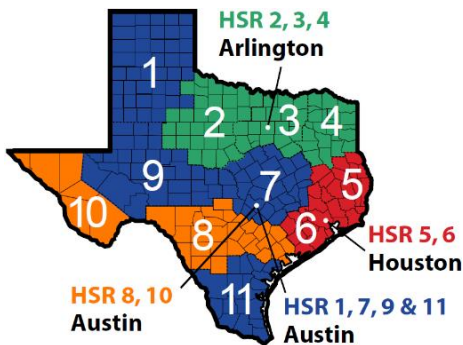 HSR 2, 3, 4
Arlington
1
2
3
4
5
9
7
10
8
6
HSR 5, 6
Houston
HSR 8, 10
Austin
11
HSR 1, 7, 9 & 11
Austin